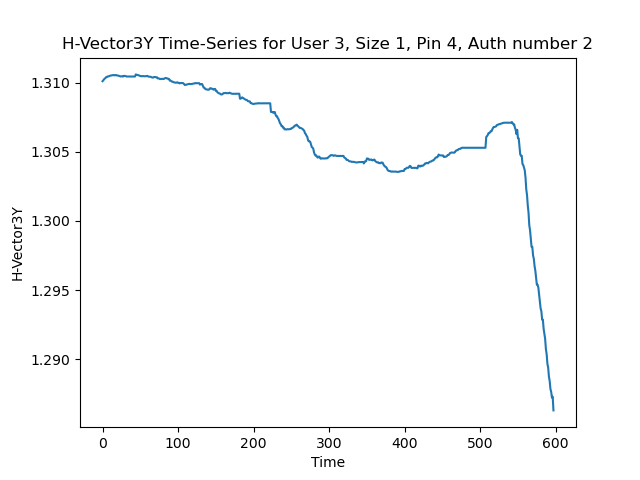 H-Vector3Y Time-Series for User 3, Size 1, Pin 4, Auth number 2
1.310
1.305
1.300
1.295
1.290
H-Vector3Y
0 100 200 300 400 500 600
Time